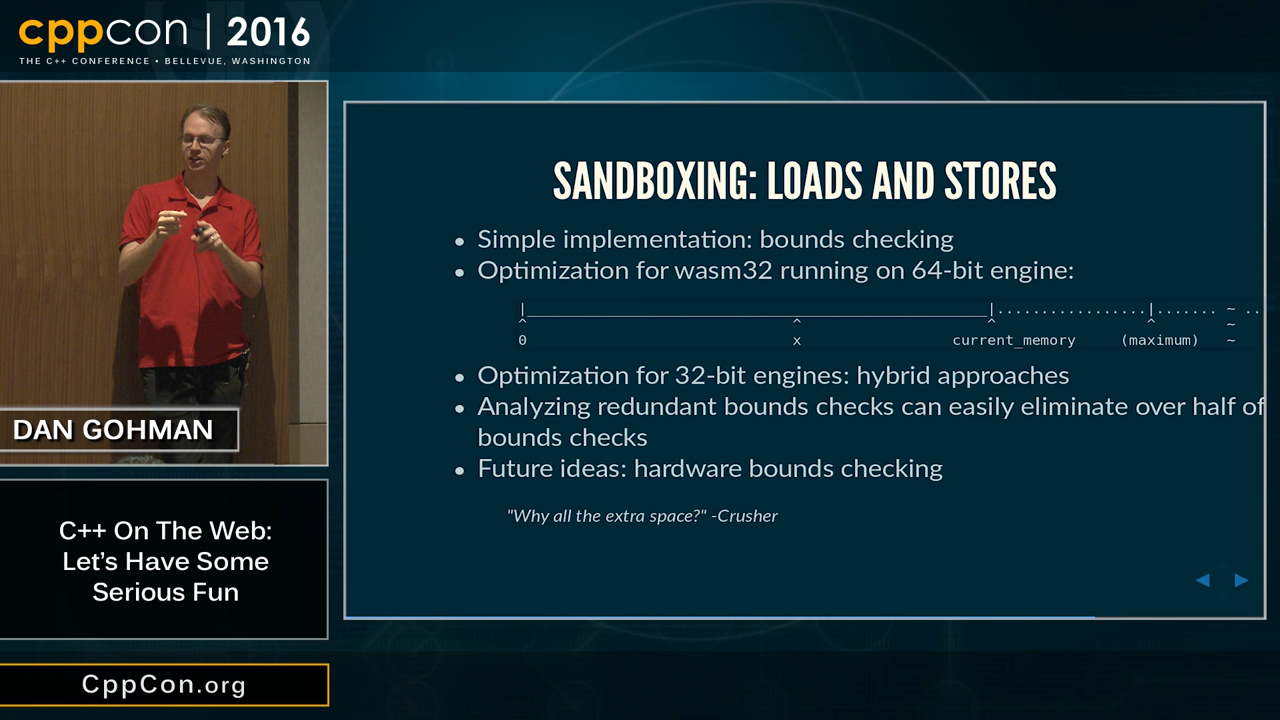 cppcon | 2016
THE C++ CONFERENCE • BELLEVUE, WASHINGTON
DAN GOHMAN
C++ On The Web:
Let's Have Some
Serious Fun
CppCon.org
SANDBOXING: LOADS AND STORES
• Simple implementation: bounds checking
• Optimization for wasm32 running on 64-bit engine:
|______________________________________________________|.................|....... ~ ..
^ ^ ^ ^ ~
0 x current_memory (maximum) ~
• Optimization for 32-bit engines: hybrid approaches
• Analyzing redundant bounds checks can easily eliminate over half of
bounds checks
• Future ideas: hardware bounds checking
"Why all the extra space?" -Crusher